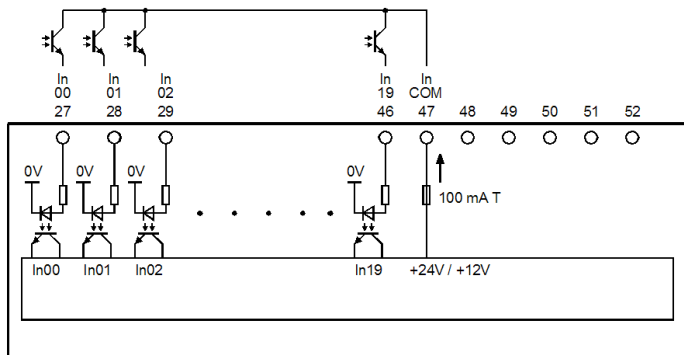 In In In In In
00 01 02 19 COM
27 28 29 46 47 48 49 50 51 52
0V 0V 0V 0V
100 mA T
In00 In01 In02 In19 +24V / +12V